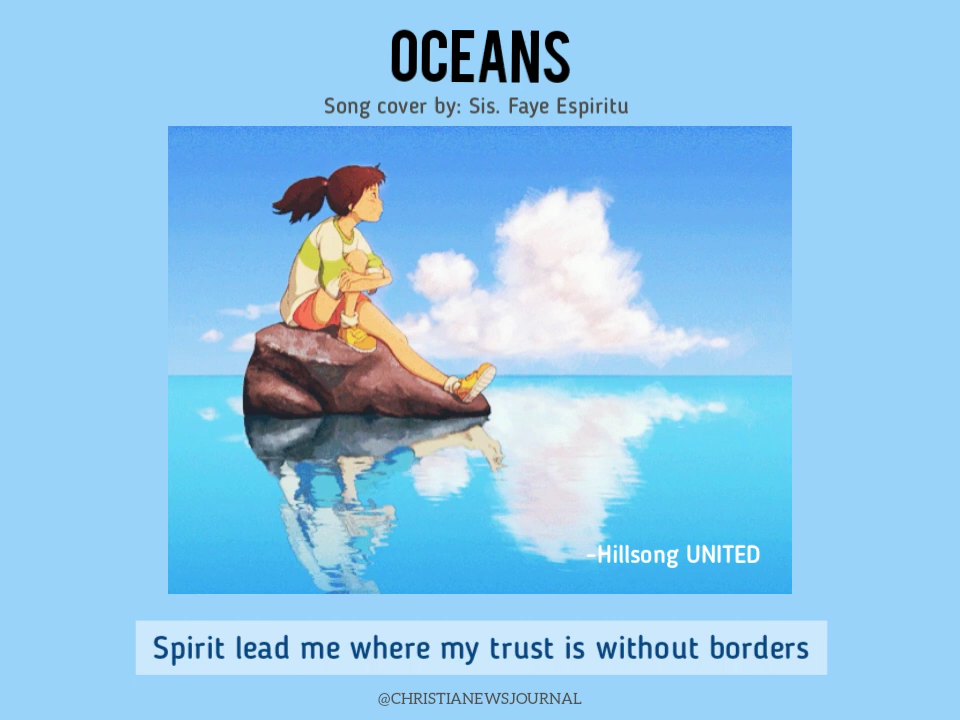 OCEANS
Song cover by: Sis. Faye Espiritu
-Hillsong UNITED
Spirit lead me where my trust is without borders
@CHRISTIANEWSJOURNAL